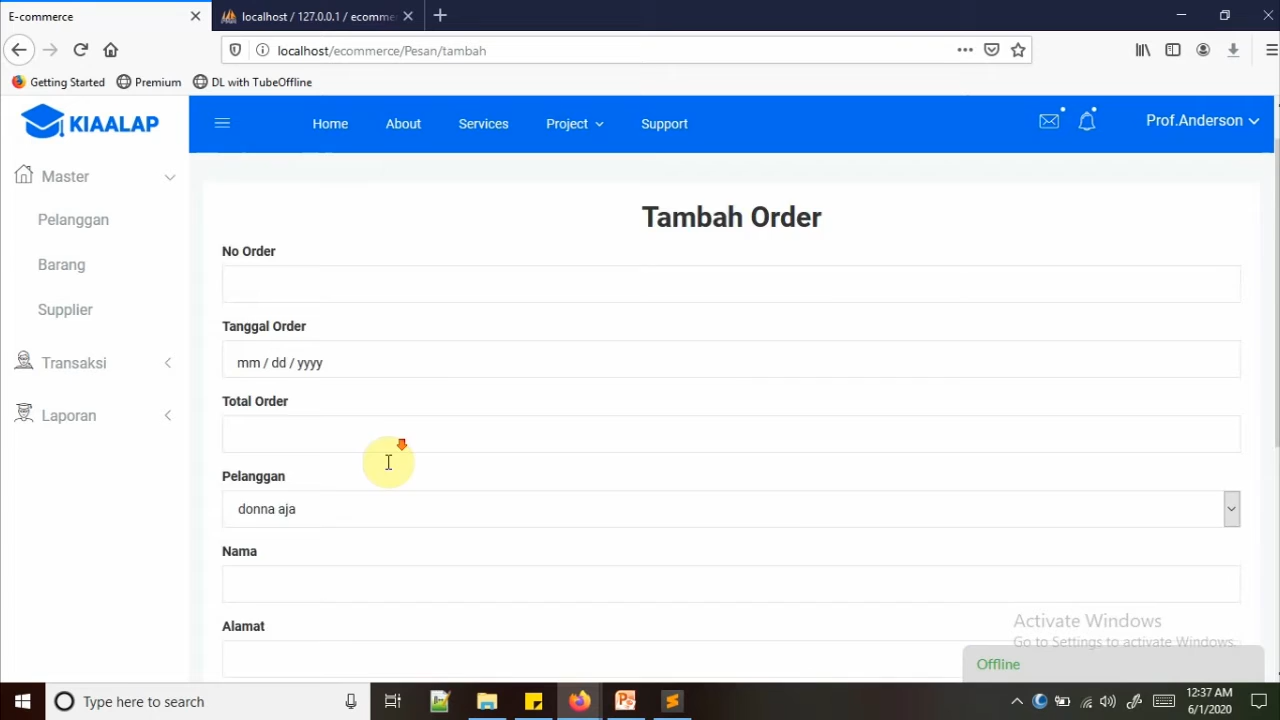 E-commerce
localhost / 127.0.0.1 / ecomme
localhost/ecommerce/Pesan/tambah
Getting Started
Premium
DL with TubeOffline
KIAALAP
Home
About
Services
Project
Support
Prof.Anderson
Master
Pelanggan
Barang
Supplier
Transaksi
Laporan
Tambah Order
No Order
Tanggal Order
mm / dd / yyyy
Total Order
Pelanggan
donna aja
Nama
Alamat
Activate Windows
Go to Settings to activate Windows.
Offline
Type here to search
12:37 AM
6/1/2020